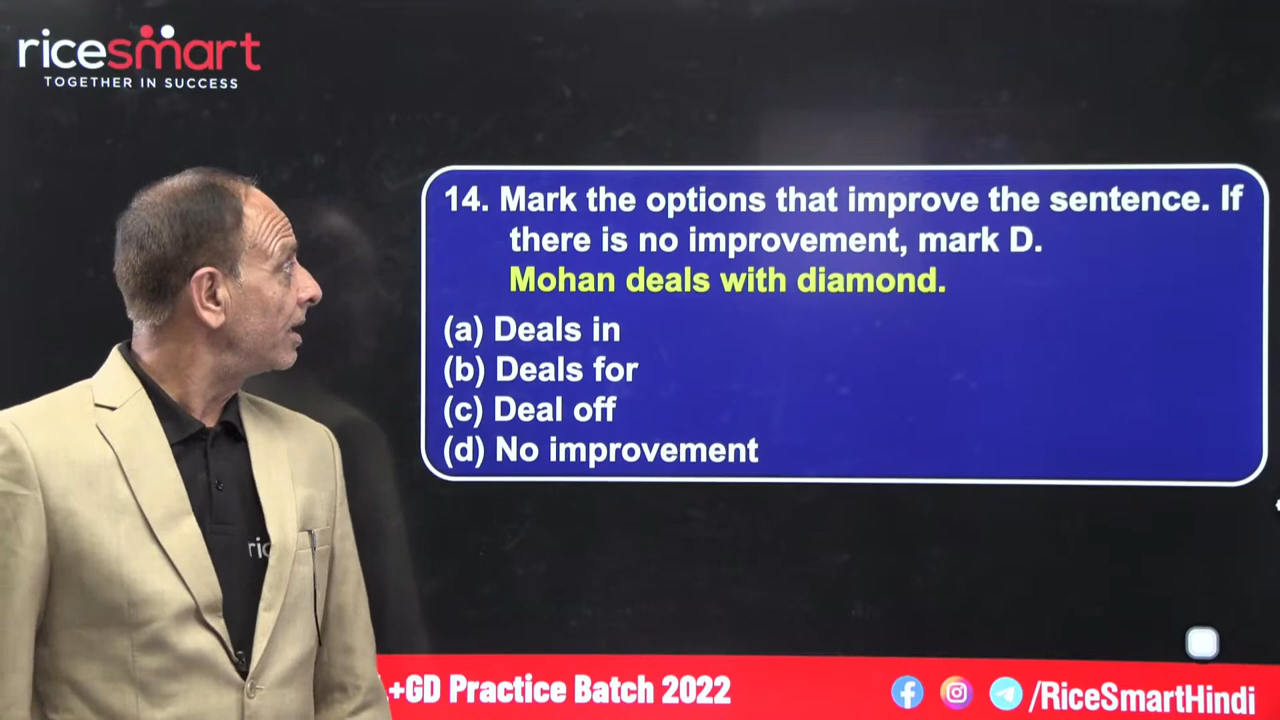 ricesmart
TOGETHER IN SUCCESS
14. Mark the options that improve the sentence. If
there is no improvement, mark D.
Mohan deals with diamond.
(a) Deals in
(b) Deals for
(c) Deal off
(d) No improvement
+GD Practice Batch 2022
/RiceSmartHindi